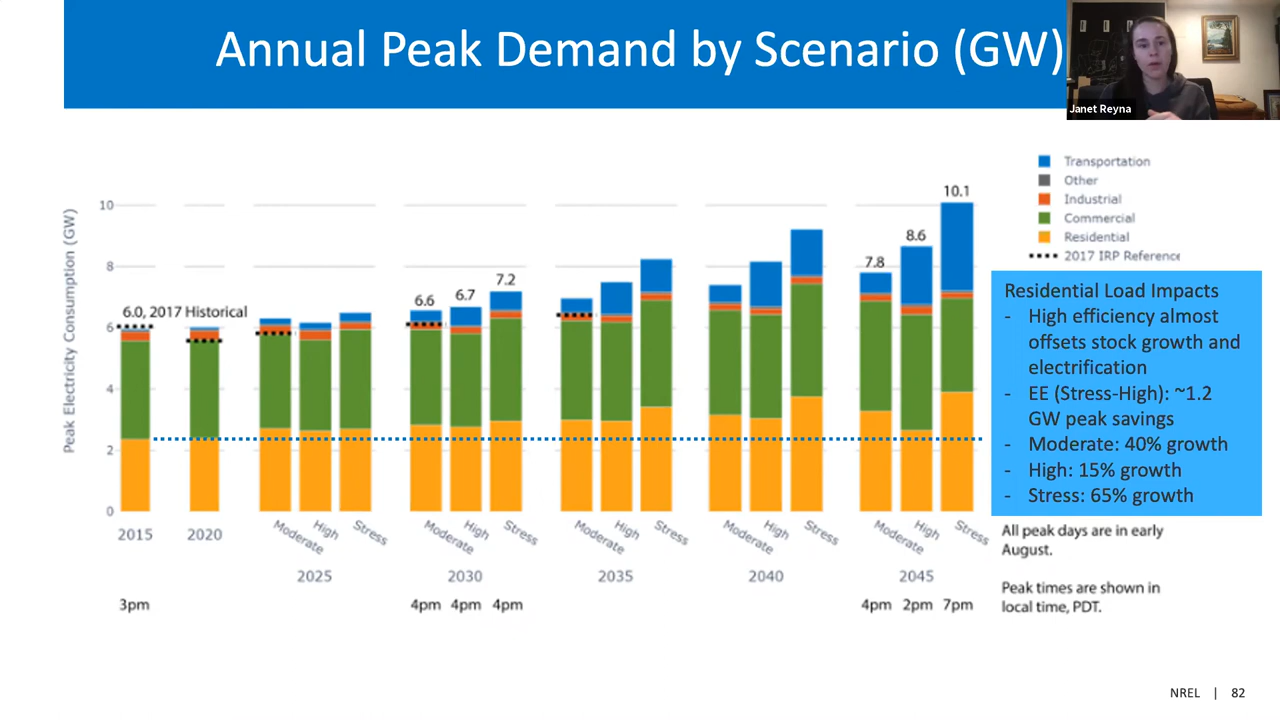 Annual Peak Demand by Scenario (GW)
Janet Reyna
Transportation
Other
Industrial
Commercial
Residential
2017 IRP Reference
Peak Electricity Consumption (GW)
10
8
6
4
2
0
6.0, 2017 Historical
6.6
6.7
7.2
7.8
8.6
10.1
2015
2020
Moderate
High
Stress
2025
Moderate
High
Stress
2030
Moderate
High
Stress
2035
Moderate
High
Stress
2040
Moderate
High
Stress
2045
3pm
4pm 4pm 4pm
4pm 2pm 7pm
Residential Load Impacts
- High efficiency almost
offsets stock growth and
electrification
- EE (Stress-High): ~1.2
GW peak savings
- Moderate: 40% growth
- High: 15% growth
- Stress: 65% growth
All peak days are in early
August.
Peak times are shown in
local time, PDT.
NREL | 82